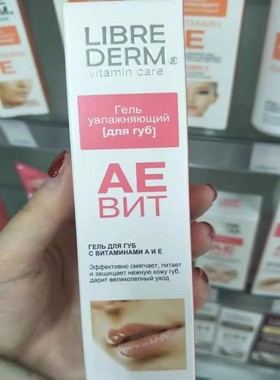 LIBRE
DERM®
vitamin care
Гель
увлажняющий
[для губ]
АЕ
ВИТ
ГЕЛЬ ДЛЯ ГУБ
С ВИТАМИНАМИ А И Е
Эффективно смягчает, питает
и защищает нежную кожу губ,
дарит великолепный уход
АМИН
Е